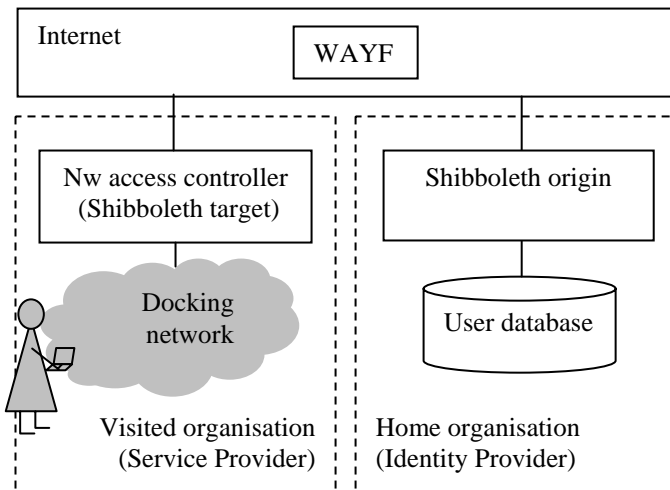 Internet
WAYF
Nw access controller
(Shibboleth target)
Shibboleth origin
Docking
network
User database
Visited organisation
(Service Provider)
Home organisation
(Identity Provider)